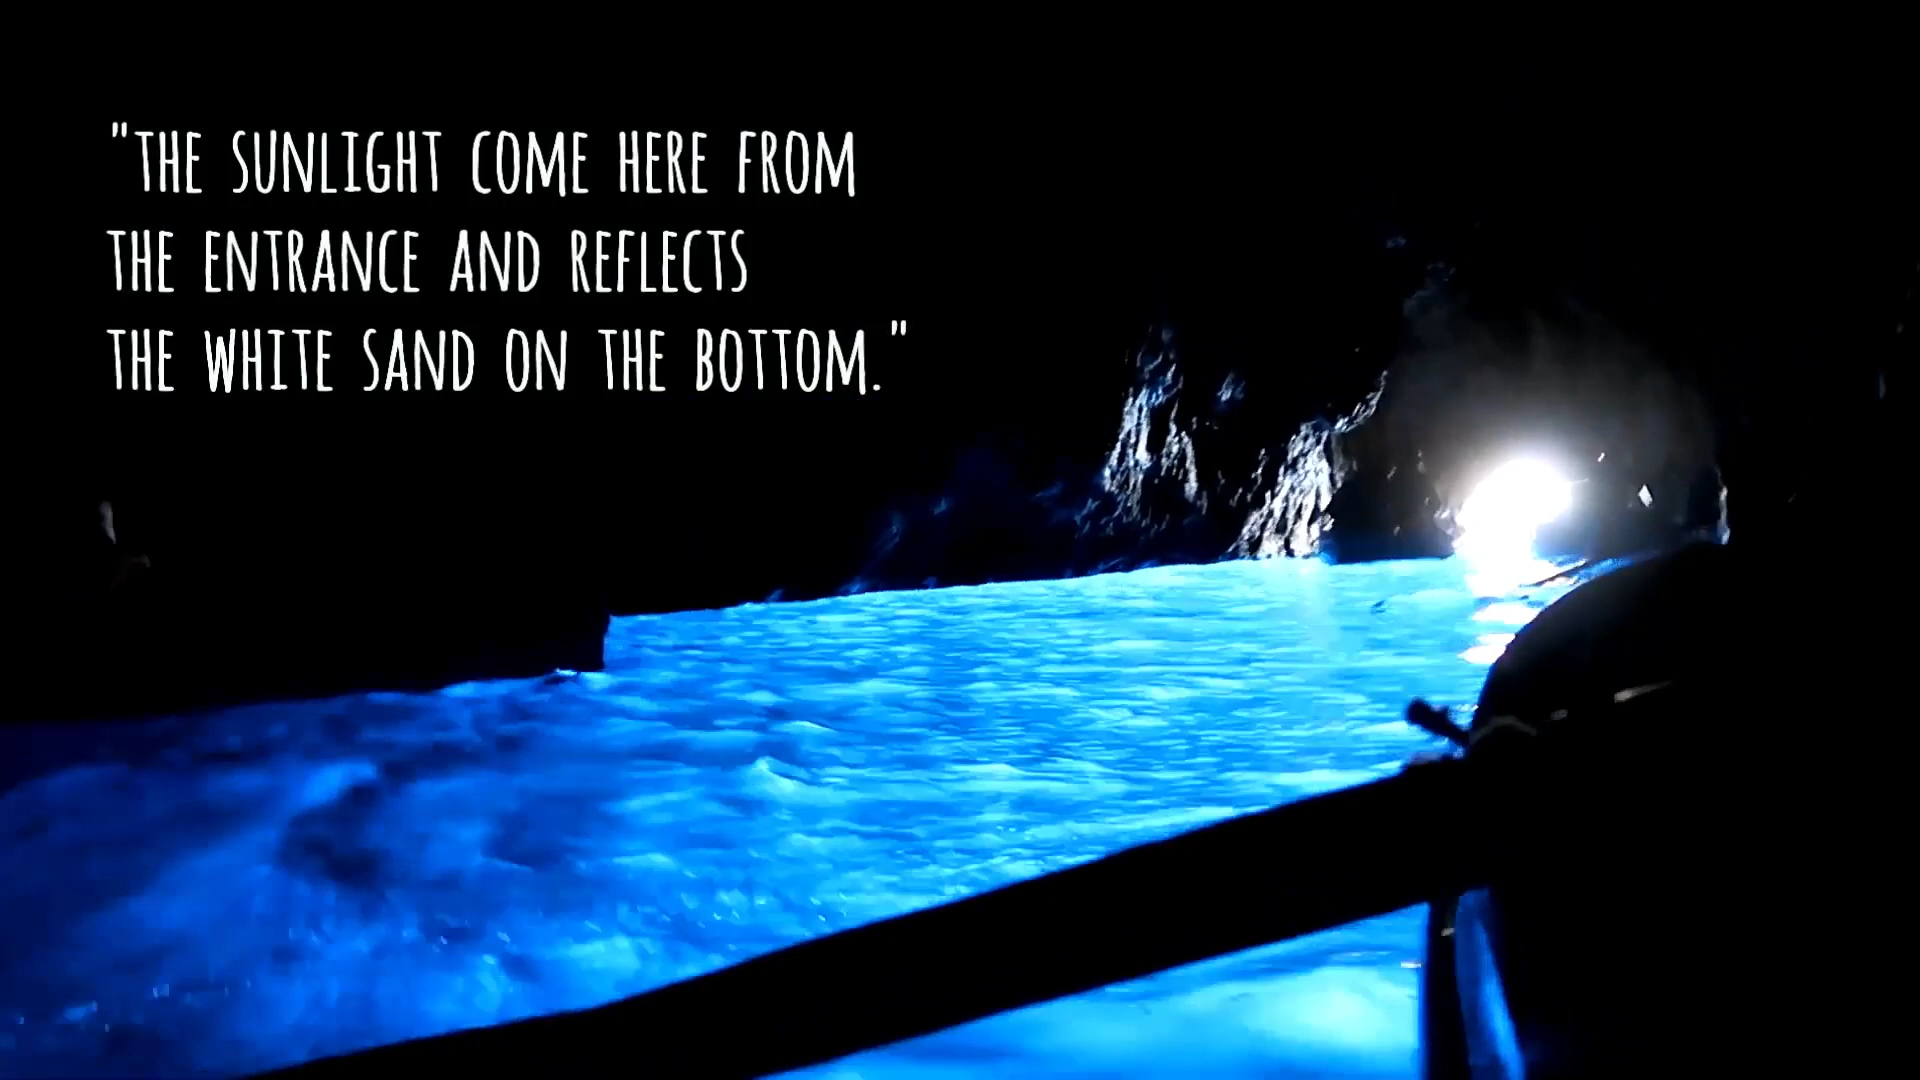 "THE SUNLIGHT COME HERE FROM
THE ENTRANCE AND REFLECTS
THE WHITE SAND ON THE BOTTOM."